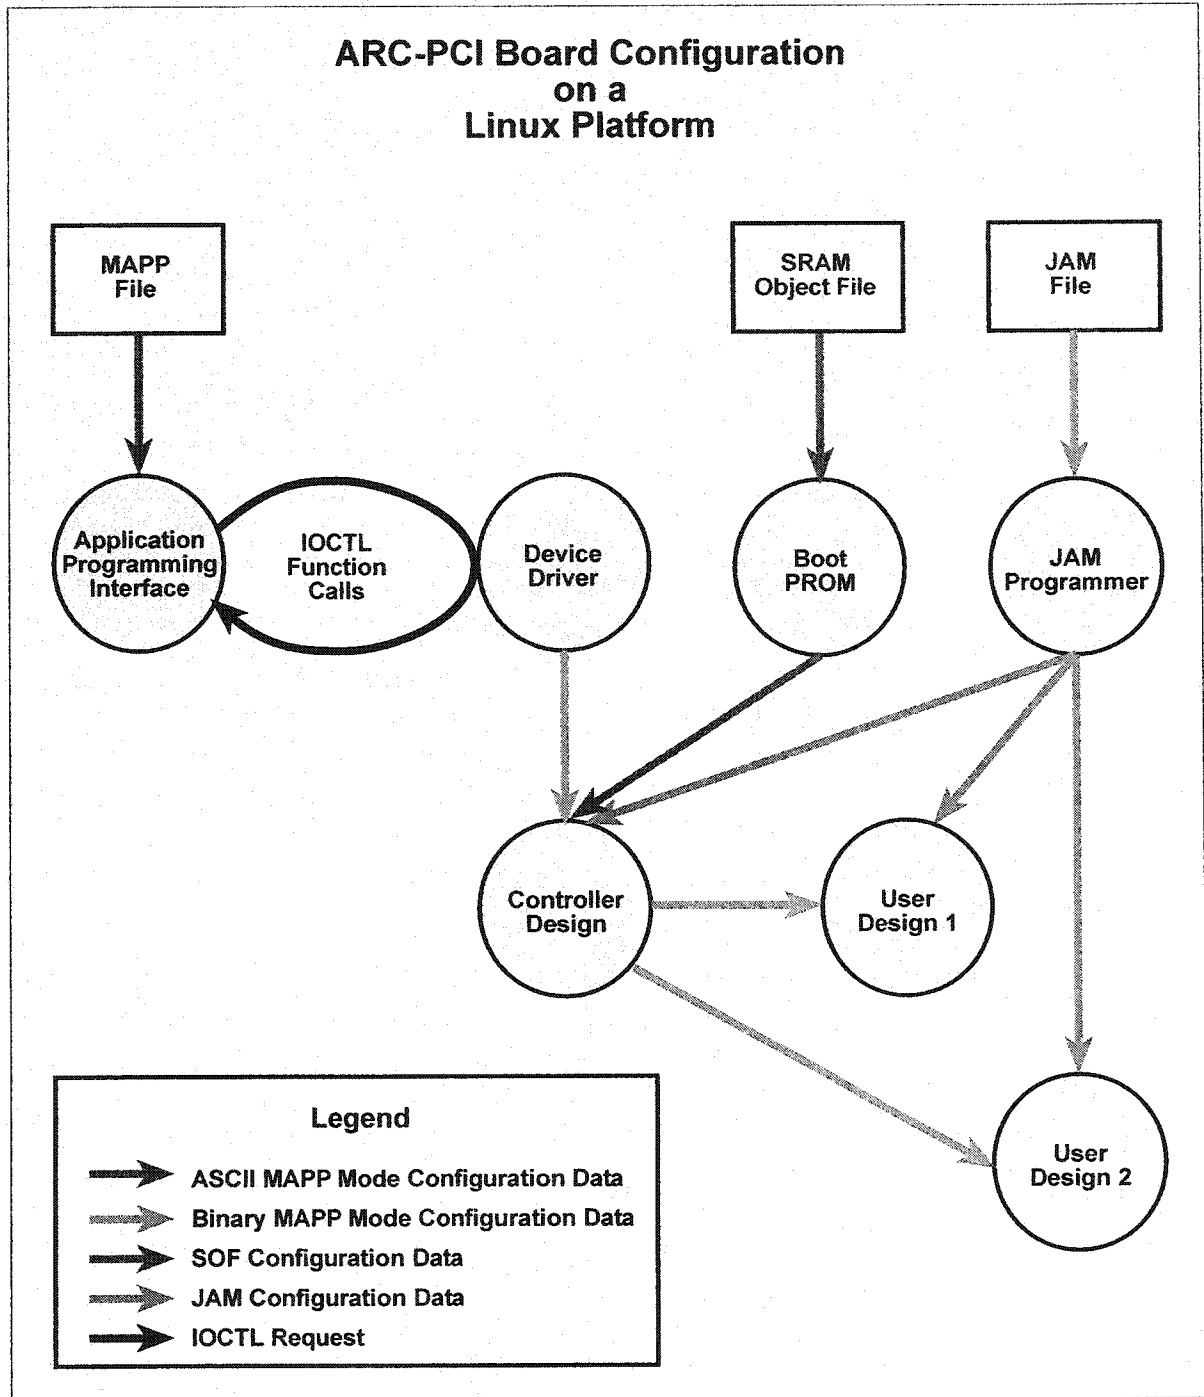 ARC-PCI Board Configuration
on a
Linux Platform
MAPP
File
SRAM
Object File
JAM
File
Application
Programming
Interface
IOCTL
Function
Calls
Device
Driver
Boot
PROM
JAM
Programmer
Controller
Design
User
Design 1
User
Design 2
Legend
ASCII MAPP Mode Configuration Data
Binary MAPP Mode Configuration Data
SOF Configuration Data
JAM Configuration Data
IOCTL Request